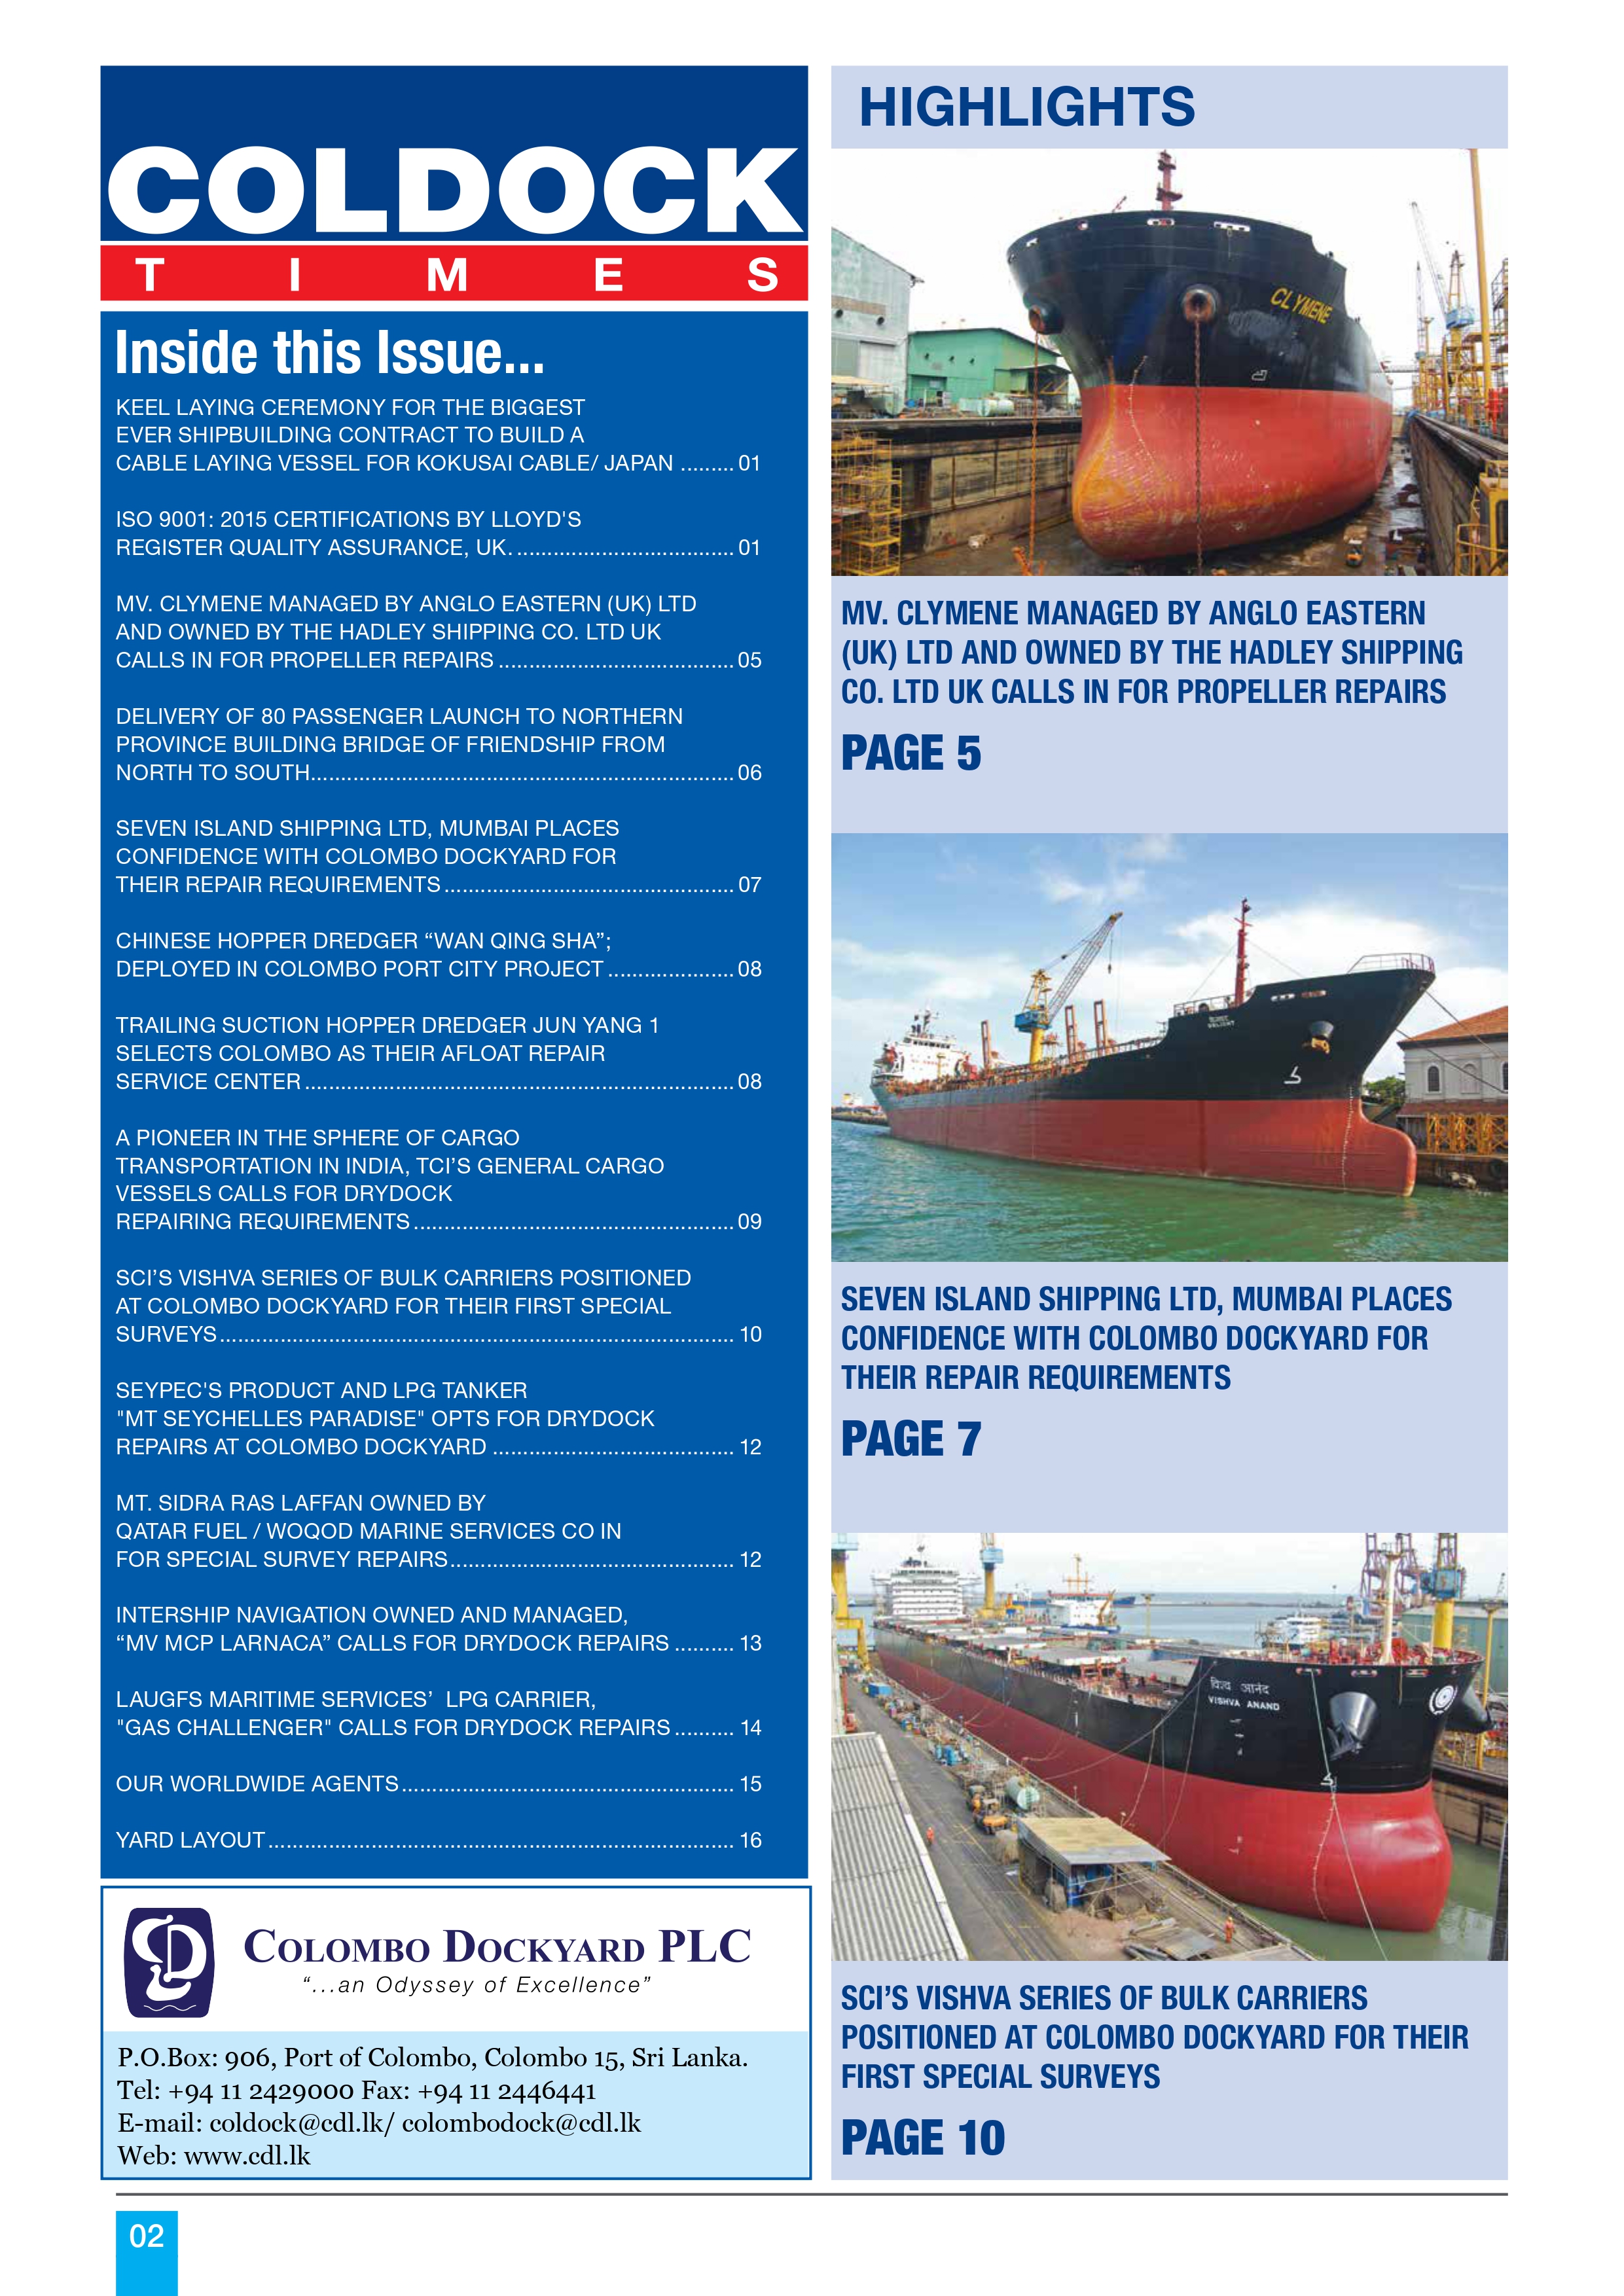 COLDOCK
TIMES
Inside this Issue...
KEEL LAYING CEREMONY FOR THE BIGGEST
EVER SHIPBUILDING CONTRACT TO BUILD A
CABLE LAYING VESSEL FOR KOKUSAI CABLE/ JAPAN ......... 01
ISO 9001: 2015 CERTIFICATIONS BY LLOYD'S
REGISTER QUALITY ASSURANCE, UK. .................................... 01
MV. CLYMENE MANAGED BY ANGLO EASTERN (UK) LTD
AND OWNED BY THE HADLEY SHIPPING CO. LTD UK
CALLS IN FOR PROPELLER REPAIRS ....................................... 05
DELIVERY OF 80 PASSENGER LAUNCH TO NORTHERN
PROVINCE BUILDING BRIDGE OF FRIENDSHIP FROM
NORTH TO SOUTH...................................................................... 06
SEVEN ISLAND SHIPPING LTD, MUMBAI PLACES
CONFIDENCE WITH COLOMBO DOCKYARD FOR
THEIR REPAIR REQUIREMENTS ................................................ 07
CHINESE HOPPER DREDGER “WAN QING SHA”;
DEPLOYED IN COLOMBO PORT CITY PROJECT ..................... 08
TRAILING SUCTION HOPPER DREDGER JUN YANG 1
SELECTS COLOMBO AS THEIR AFLOAT REPAIR
SERVICE CENTER ....................................................................... 08
A PIONEER IN THE SPHERE OF CARGO
TRANSPORTATION IN INDIA, TCI’S GENERAL CARGO
VESSELS CALLS FOR DRYDOCK
REPAIRING REQUIREMENTS ..................................................... 09
SCI’S VISHVA SERIES OF BULK CARRIERS POSITIONED
AT COLOMBO DOCKYARD FOR THEIR FIRST SPECIAL
SURVEYS ..................................................................................... 10
SEYPEC'S PRODUCT AND LPG TANKER
"MT SEYCHELLES PARADISE" OPTS FOR DRYDOCK
REPAIRS AT COLOMBO DOCKYARD ........................................ 12
MT. SIDRA RAS LAFFAN OWNED BY
QATAR FUEL / WOQOD MARINE SERVICES CO IN
FOR SPECIAL SURVEY REPAIRS ............................................... 12
INTERSHIP NAVIGATION OWNED AND MANAGED,
“MV MCP LARNACA” CALLS FOR DRYDOCK REPAIRS .......... 13
LAUGFS MARITIME SERVICES’ LPG CARRIER,
"GAS CHALLENGER" CALLS FOR DRYDOCK REPAIRS .......... 14
OUR WORLDWIDE AGENTS ....................................................... 15
YARD LAYOUT ............................................................................. 16
COLOMBO DOCKYARD PLC
“...an Odyssey of Excellence”
P.O.Box: 906, Port of Colombo, Colombo 15, Sri Lanka.
Tel: +94 11 2429000 Fax: +94 11 2446441
E-mail: coldock@cdl.lk/ colombodock@cdl.lk
Web: www.cdl.lk
HIGHLIGHTS
CLYMENE
MV. CLYMENE MANAGED BY ANGLO EASTERN
(UK) LTD AND OWNED BY THE HADLEY SHIPPING
CO. LTD UK CALLS IN FOR PROPELLER REPAIRS
PAGE 5
SEVEN ISLAND SHIPPING LTD, MUMBAI PLACES
CONFIDENCE WITH COLOMBO DOCKYARD FOR
THEIR REPAIR REQUIREMENTS
PAGE 7
विश्व आनंद
VISHVA ANAND
SCI’S VISHVA SERIES OF BULK CARRIERS
POSITIONED AT COLOMBO DOCKYARD FOR THEIR
FIRST SPECIAL SURVEYS
PAGE 10
02